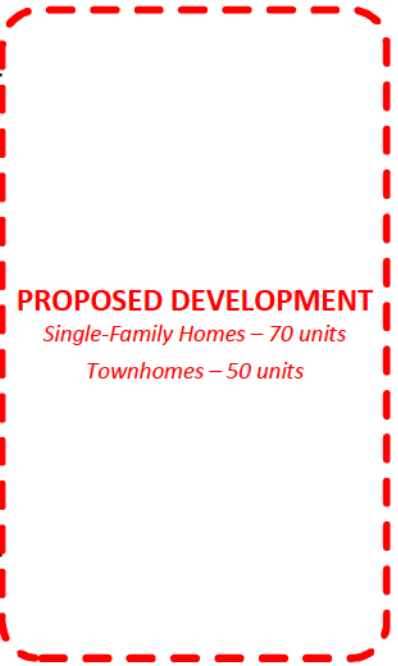 PROPOSED DEVELOPMENT
Single-Family Homes – 70 units
Townhomes – 50 units